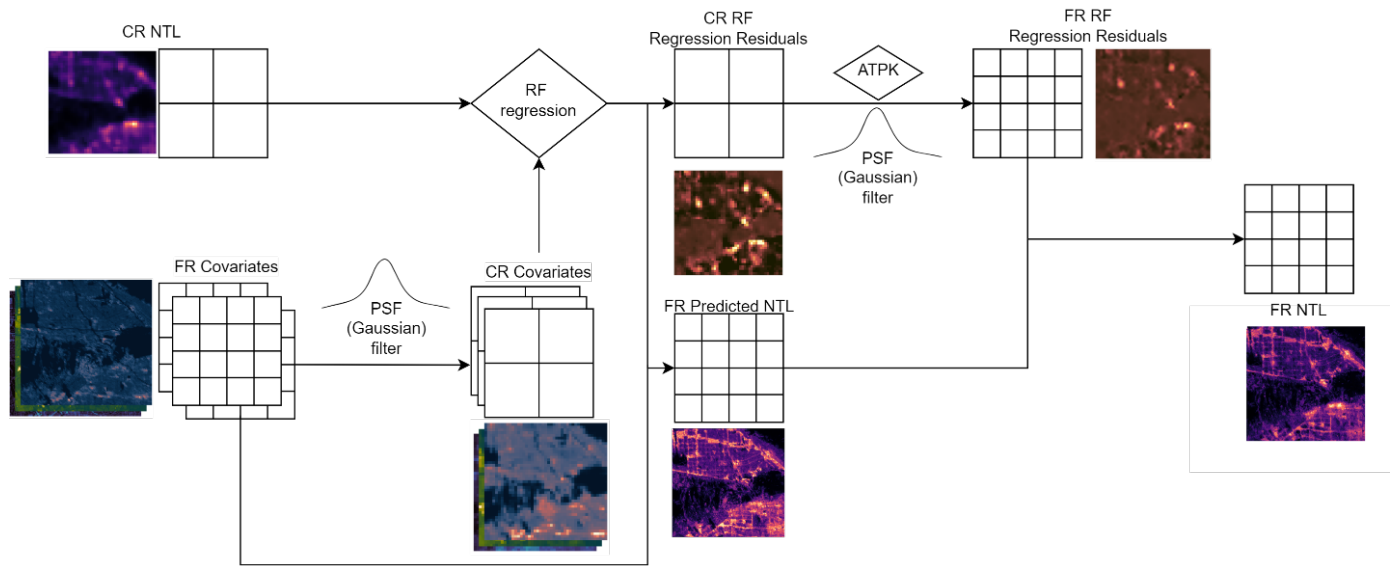 CR NTL
RF
regression
CR RF
Regression Residuals
ATPK
PSF
(Gaussian)
filter
FR RF
Regression Residuals
FR Covariates
PSF
(Gaussian)
filter
CR Covariates
FR Predicted NTL
FR NTL